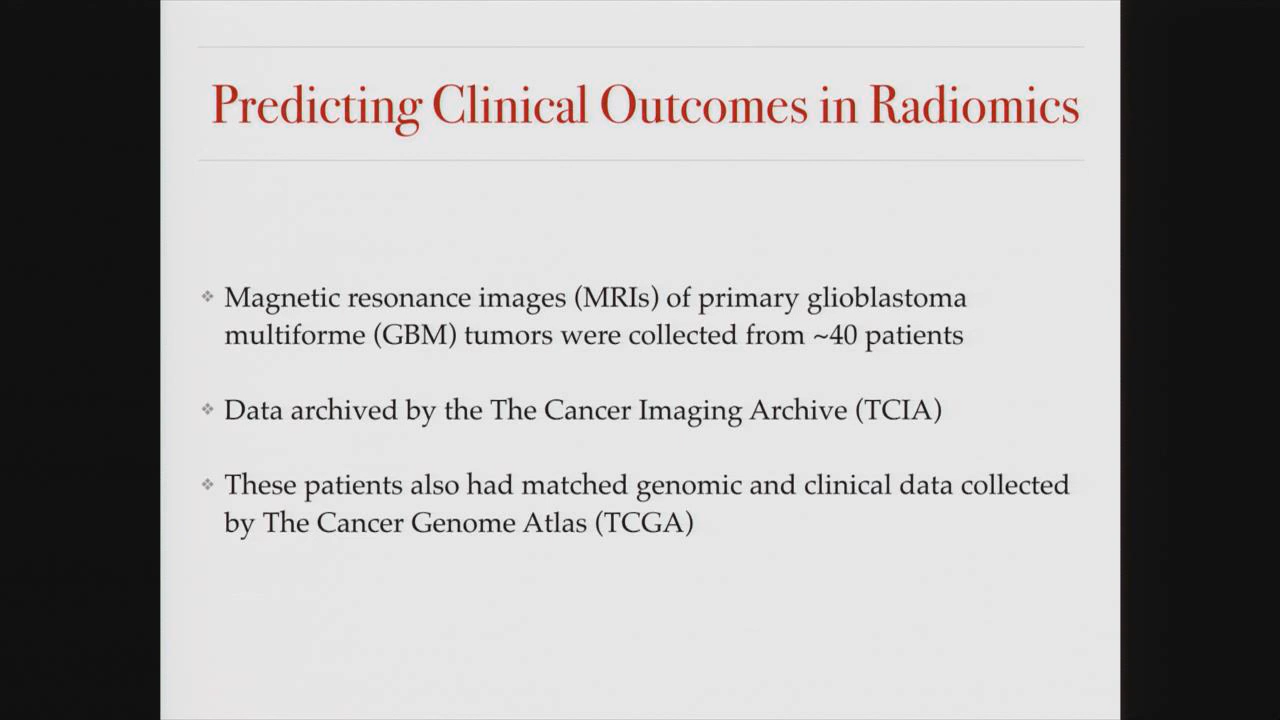 Predicting Clinical Outcomes in Radiomics
Magnetic resonance images (MRIs) of primary glioblastoma
multiforme (GBM) tumors were collected from ~40 patients
Data archived by the The Cancer Imaging Archive (TCIA)
These patients also had matched genomic and clinical data collected
by The Cancer Genome Atlas (TCGA)